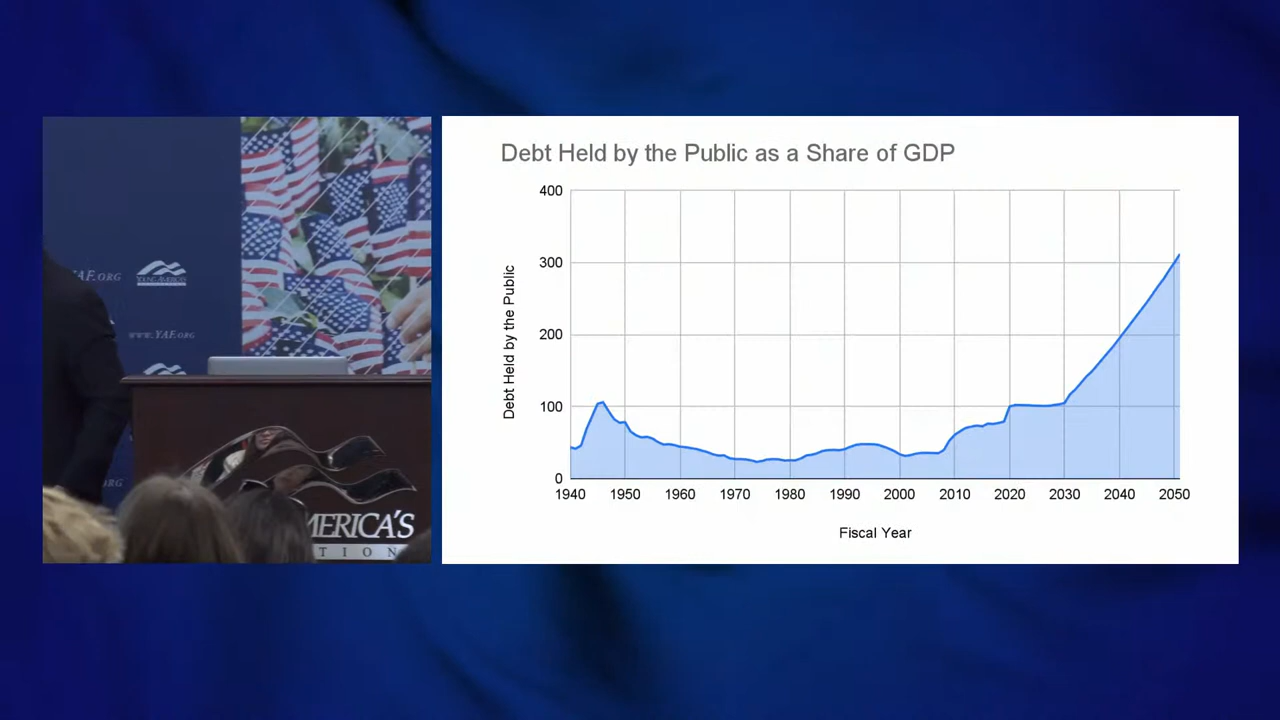 YAF.ORG
YOUNG AMERICA'S
WWW.YAF.ORG
ORG
MERICA'S
TION
Debt Held by the Public as a Share of GDP
Debt Held by the Public
400
300
200
100
0
1940 1950 1960 1970 1980 1990 2000 2010 2020 2030 2040 2050
Fiscal Year